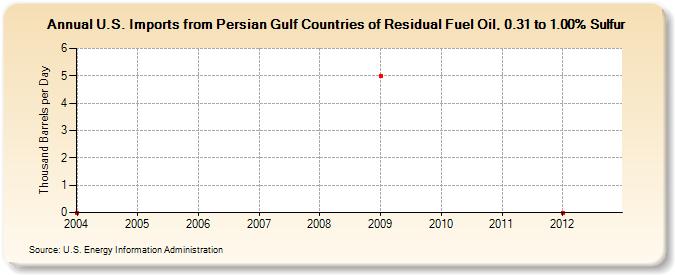 Annual U.S. Imports from Persian Gulf Countries of Residual Fuel Oil, 0.31 to 1.00% Sulfur
Thousand Barrels per Day
6
5
4
3
2
1
0
2004 2005 2006 2007 2008 2009 2010 2011 2012
Source: U.S. Energy Information Administration